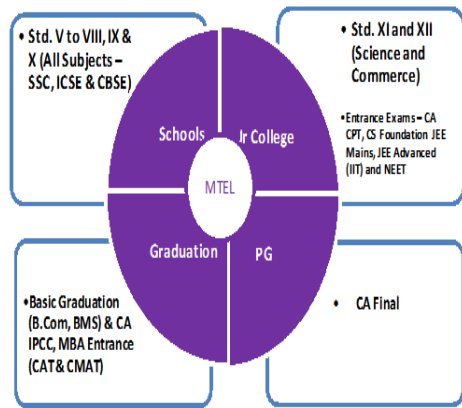 • Std. V to VIII, IX &
X (All Subjects –
SSC, ICSE & CBSE)
• Std. XI and XII
(Science and
Commerce)
•Entrance Exams – CA
CPT, CS Foundation JEE
Mains, JEE Advanced
(IIT) and NEET
Schools
Jr College
MTEL
Graduation
PG
•Basic Graduation
(B.Com, BMS) & CA
IPCC, MBA Entrance
(CAT & CMAT)
• CA Final